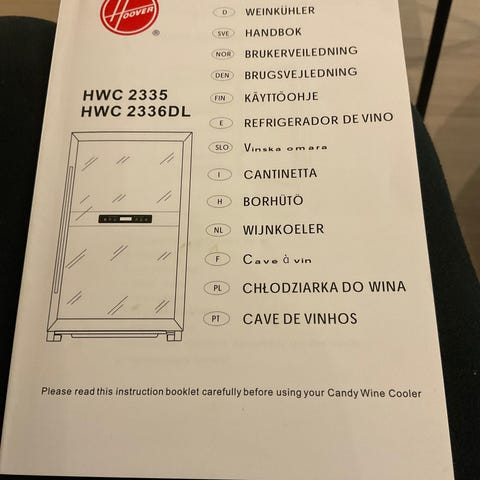 HOOVER
®
D WEINKÜHLER
SVE HANDBOK
NOR BRUKERVEILEDNING
DEN BRUGSVEJLEDNING
FIN KÄYTTÖOHJE
E REFRIGERADOR DE VINO
SLO Vinska omara
I CANTINETTA
H BORHÜTÖ
NL WIJNKOELER
F Cave à vin
PL CHŁODZIARKA DO WINA
PT CAVE DE VINHOS
HWC 2335
HWC 2336DL
Please read this instruction booklet carefully before using your Candy Wine Cooler